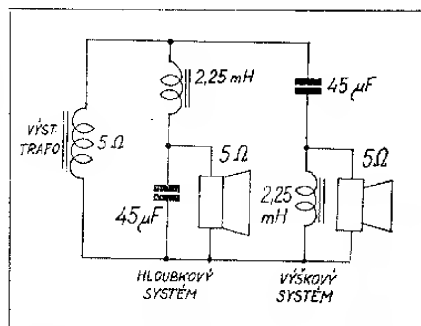 2,25 mH
45 µF
VÝST.
TRAFO
5 Ω
5Ω
5Ω
45µF
2,25
mH
HLOUBKOVÝ
SYSTÉM
VÝŠKOVÝ
SYSTÉM